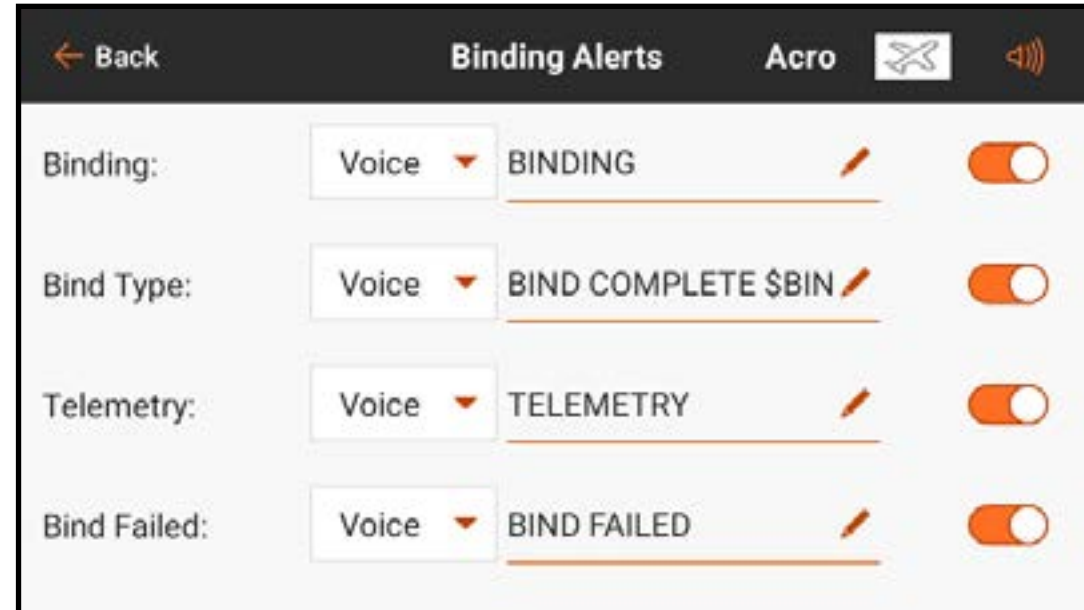 Back Binding Alerts Acro
Binding: Voice BINDING
Bind Type: Voice BIND COMPLETE $BIN
Telemetry: Voice TELEMETRY
Bind Failed: Voice BIND FAILED